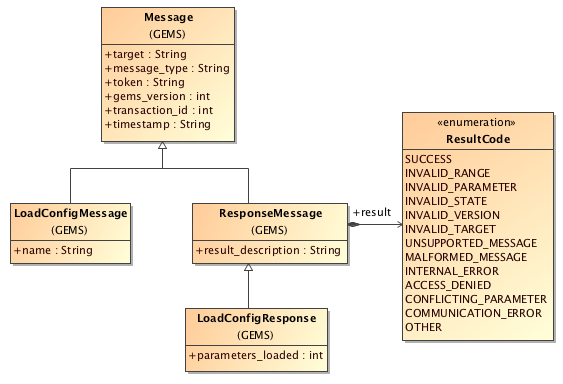 Message
(GEMS)
+target : String
+message_type : String
+token : String
+gems_version : int
+transaction_id : int
+timestamp : String
LoadConfigMessage
(GEMS)
+name : String
ResponseMessage
(GEMS)
+result_description : String
+result
«enumeration»
ResultCode
SUCCESS
INVALID_RANGE
INVALID_PARAMETER
INVALID_STATE
INVALID_VERSION
INVALID_TARGET
UNSUPPORTED_MESSAGE
MALFORMED_MESSAGE
INTERNAL_ERROR
ACCESS_DENIED
CONFLICTING_PARAMETER
COMMUNICATION_ERROR
OTHER
LoadConfigResponse
(GEMS)
+parameters_loaded : int